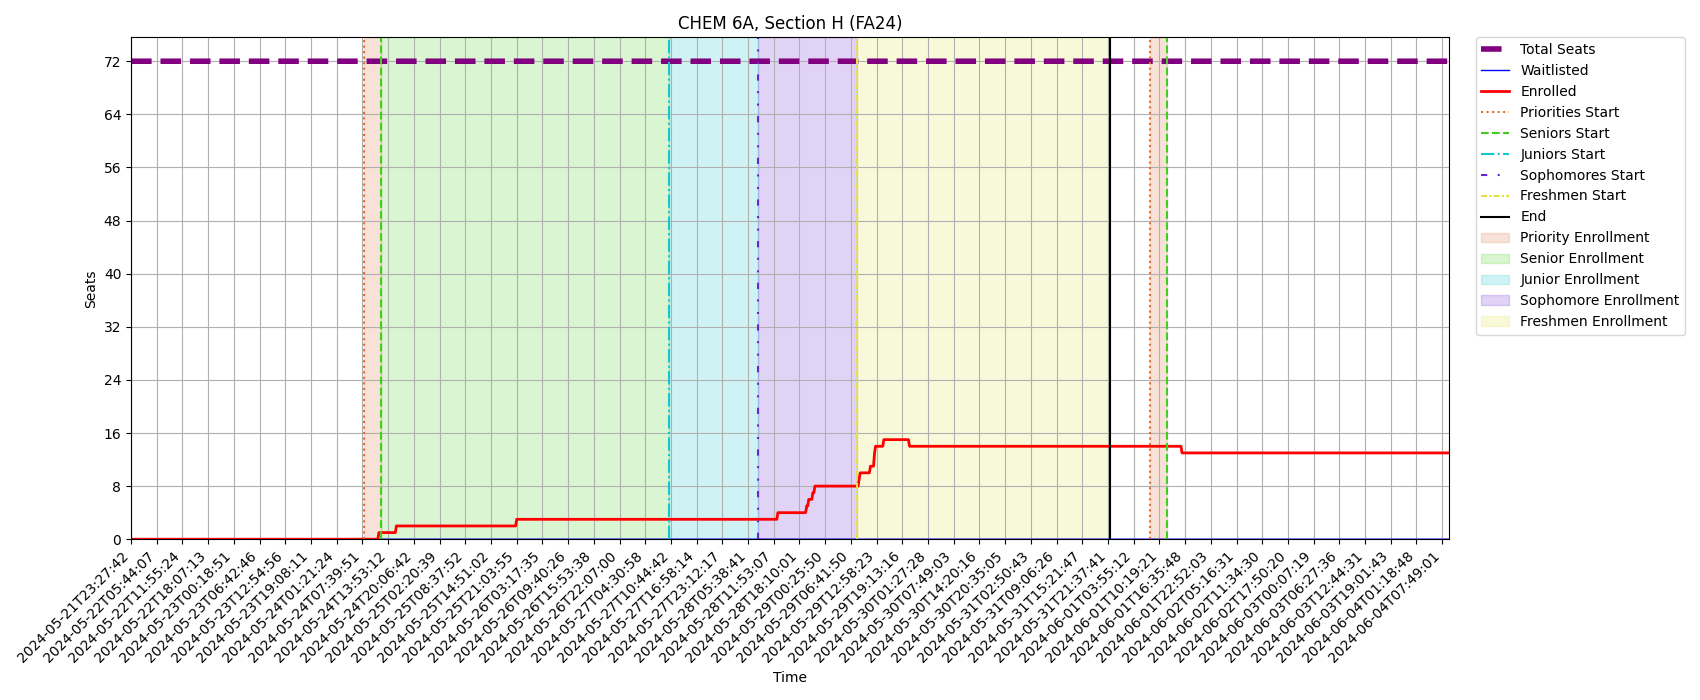 CHEM 6A, Section H (FA24)
Seats
72
64
56
48
40
32
24
16
8
0
2024-05-21T23:27:42
2024-05-22T05:44:07
2024-05-22T11:55:24
2024-05-22T18:07:13
2024-05-23T00:18:51
2024-05-23T06:42:46
2024-05-23T12:54:56
2024-05-23T19:08:11
2024-05-24T01:21:24
2024-05-24T07:39:51
2024-05-24T13:53:12
2024-05-24T20:06:42
2024-05-25T02:20:39
2024-05-25T08:37:52
2024-05-25T14:51:02
2024-05-25T21:03:55
2024-05-26T03:17:35
2024-05-26T09:40:26
2024-05-26T15:53:38
2024-05-26T22:07:00
2024-05-27T04:30:58
2024-05-27T10:44:42
2024-05-27T16:58:14
2024-05-27T23:12:17
2024-05-28T05:38:41
2024-05-28T11:53:07
2024-05-28T18:10:01
2024-05-29T00:25:50
2024-05-29T06:41:50
2024-05-29T12:58:23
2024-05-29T19:13:16
2024-05-30T01:27:28
2024-05-30T07:49:03
2024-05-30T14:20:16
2024-05-30T20:35:05
2024-05-31T02:50:43
2024-05-31T09:06:26
2024-05-31T15:21:47
2024-05-31T21:37:41
2024-06-01T03:55:12
2024-06-01T10:19:21
2024-06-01T16:35:48
2024-06-01T22:52:03
2024-06-02T05:16:31
2024-06-02T11:34:30
2024-06-02T17:50:20
2024-06-03T00:07:19
2024-06-03T06:27:36
2024-06-03T12:44:31
2024-06-03T19:01:43
2024-06-04T01:18:48
2024-06-04T07:49:01
Time
Total Seats
Waitlisted
Enrolled
Priorities Start
Seniors Start
Juniors Start
Sophomores Start
Freshmen Start
End
Priority Enrollment
Senior Enrollment
Junior Enrollment
Sophomore Enrollment
Freshmen Enrollment